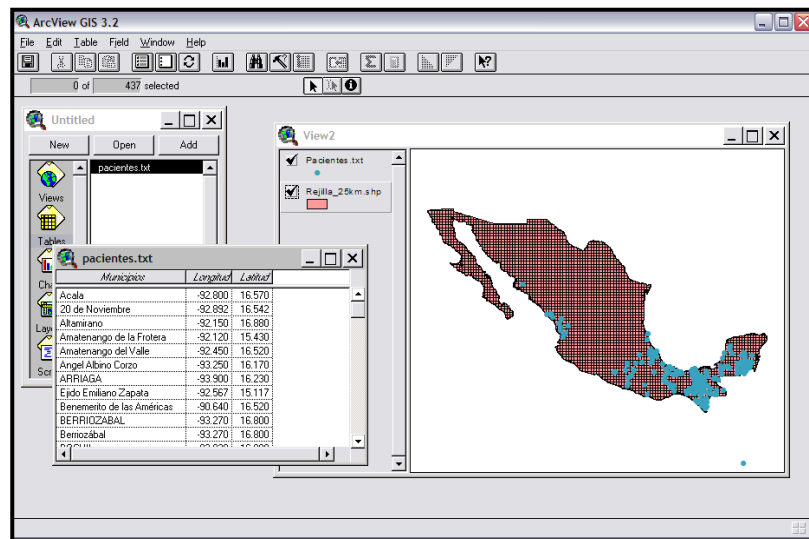 ArcView GIS 3.2
File Edit Table Field Window Help
0 of 437 selected
Untitled
New Open Add
pacientes.txt
Views
Tables
View2
Pacientes.txt
Rejilla_25km.shp
pacientes.txt
Municipios Longitud Latitud
Acala -92.800 16.570
20 de Noviembre -92.892 16.542
Altamirano -92.150 16.880
Amatenango de la Frotera -92.120 15.430
Amatenango del Valle -92.450 16.520
Angel Albino Corzo -93.250 16.170
ARRIAGA -93.900 16.230
Ejido Emiliano Zapata -92.567 15.117
Benemerito de las Américas -90.640 16.520
BERRIOZABAL -93.270 16.800
Berriozábal -93.270 16.800
Cha
Lay
Scr